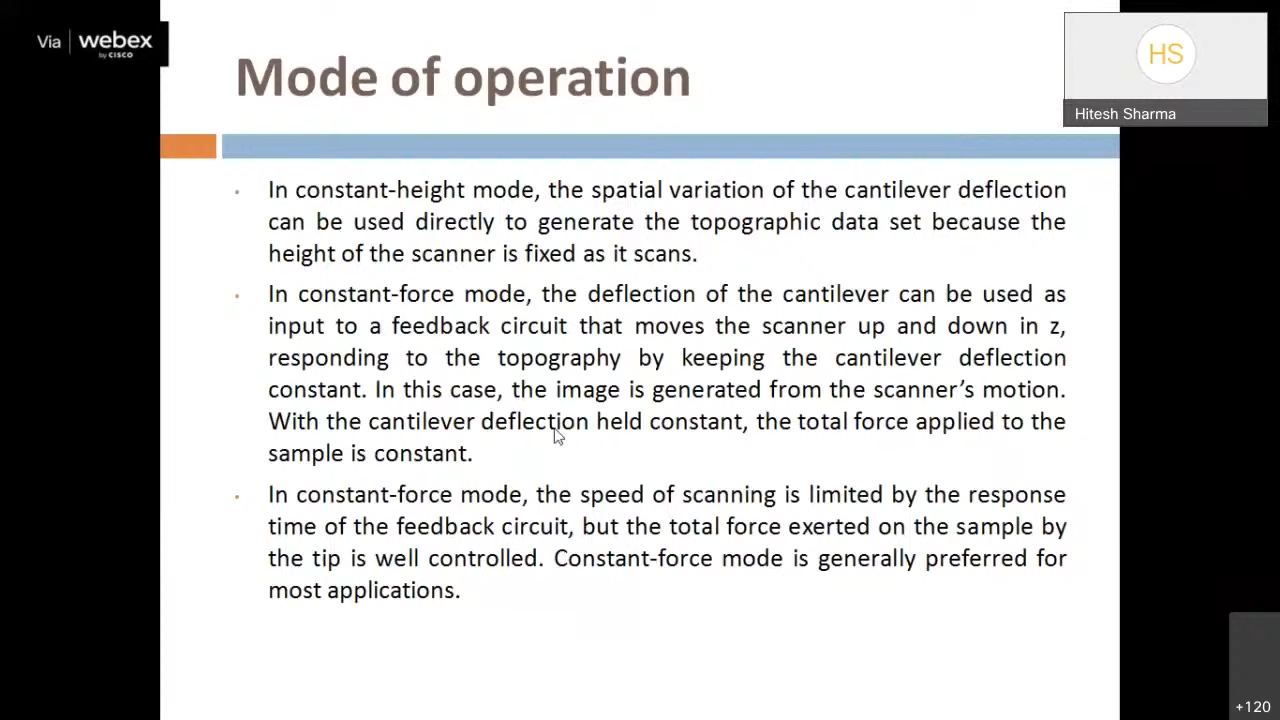 Via webex
by CISCO
Mode of operation
HS
Hitesh Sharma
In constant-height mode, the spatial variation of the cantilever deflection
can be used directly to generate the topographic data set because the
height of the scanner is fixed as it scans.
In constant-force mode, the deflection of the cantilever can be used as
input to a feedback circuit that moves the scanner up and down in z,
responding to the topography by keeping the cantilever deflection
constant. In this case, the image is generated from the scanner’s motion.
With the cantilever deflection held constant, the total force applied to the
sample is constant.
In constant-force mode, the speed of scanning is limited by the response
time of the feedback circuit, but the total force exerted on the sample by
the tip is well controlled. Constant-force mode is generally preferred for
most applications.
+120